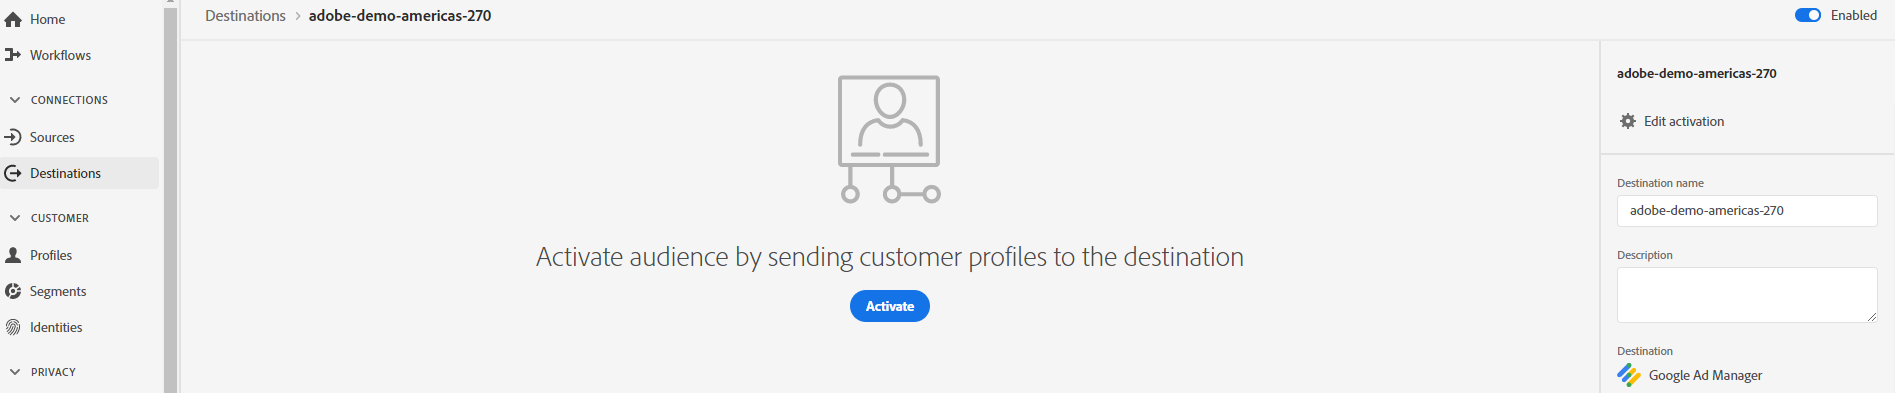 Home
Workflows
CONNECTIONS
Sources
Destinations
CUSTOMER
Profiles
Segments
Identities
PRIVACY
Destinations > adobe-demo-americas-270
Enabled
Activate audience by sending customer profiles to the destination
Activate
adobe-demo-americas-270
Edit activation
Destination name
adobe-demo-americas-270
Description
Destination
Google Ad Manager